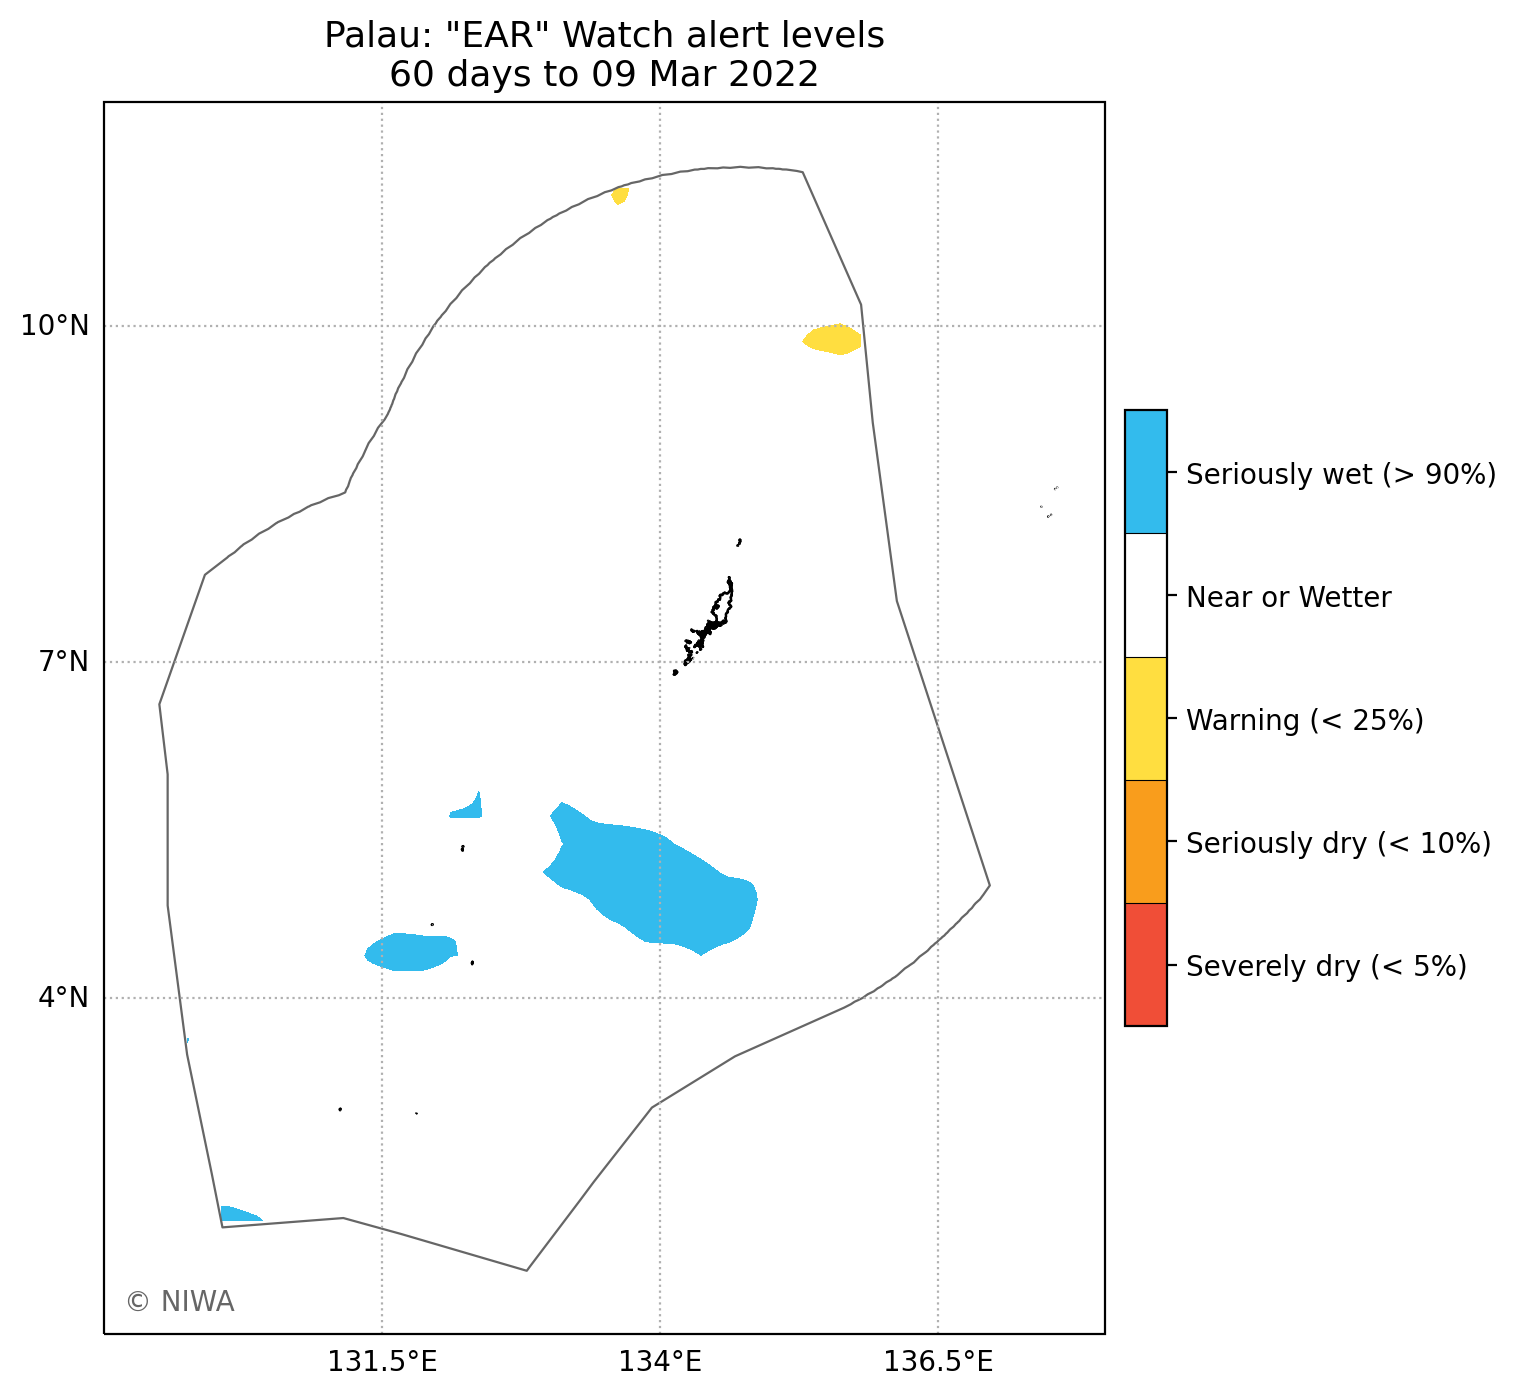 Palau: "EAR" Watch alert levels
60 days to 09 Mar 2022
10°N
7°N
4°N
131.5°E
134°E
136.5°E
Seriously wet (> 90%)
Near or Wetter
Warning (< 25%)
Seriously dry (< 10%)
Severely dry (< 5%)
© NIWA